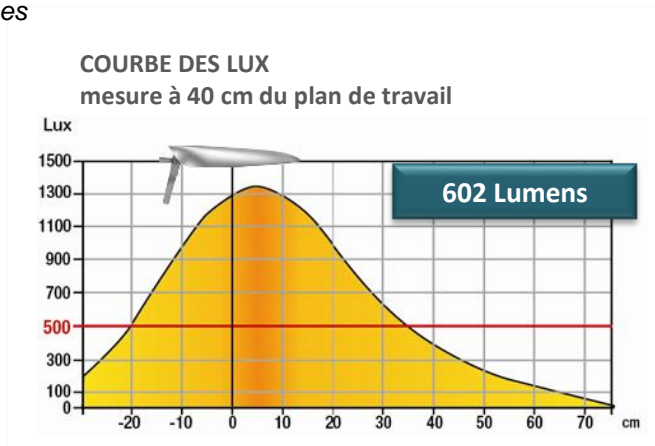 es
COURBE DES LUX
mesure à 40 cm du plan de travail
Lux
1500
602 Lumens
1300
1100
900
700
500
300
100
0
-20 -10 0 10 20 30 40 50 60 70 cm